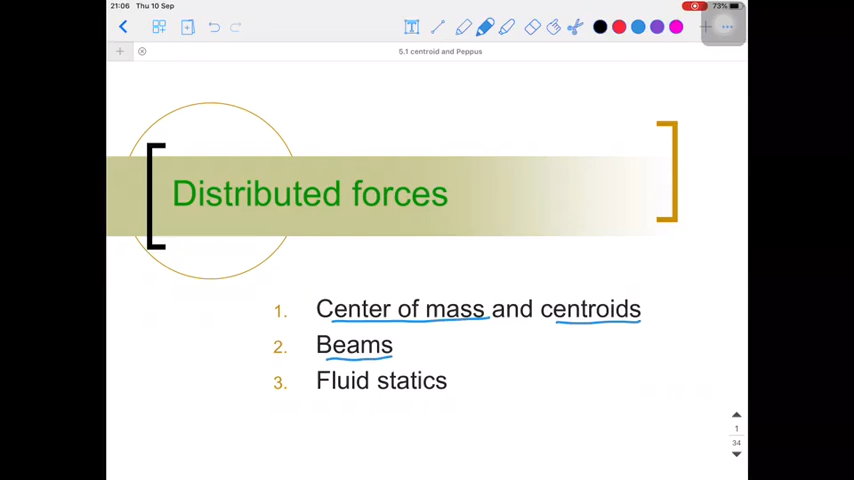 21:06 Thu 10 Sep 73%
5.1 centroid and Peppus
Distributed forces
1. Center of mass and centroids
2. Beams
3. Fluid statics
1
34